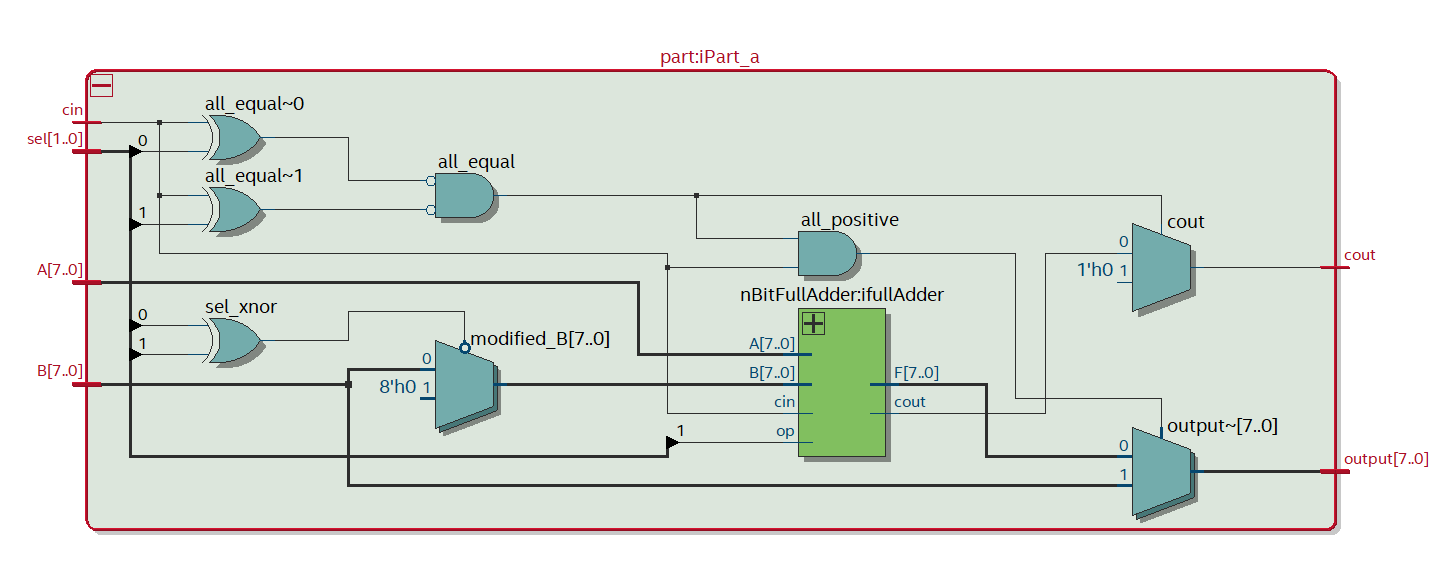 part:iPart_a
cin
all_equal~0
sel[1..0]
0
all_equal
all_equal~1
1
all_positive
cout
0
1'h0 1
cout
A[7..0]
nBitFullAdder:ifullAdder
sel_xnor
0
1
modified_B[7..0]
A[7..0]
0
B[7..0]
8'h0 1
B[7..0]
F[7..0]
cin
cout
1
op
output~[7..0]
0
1
output[7..0]